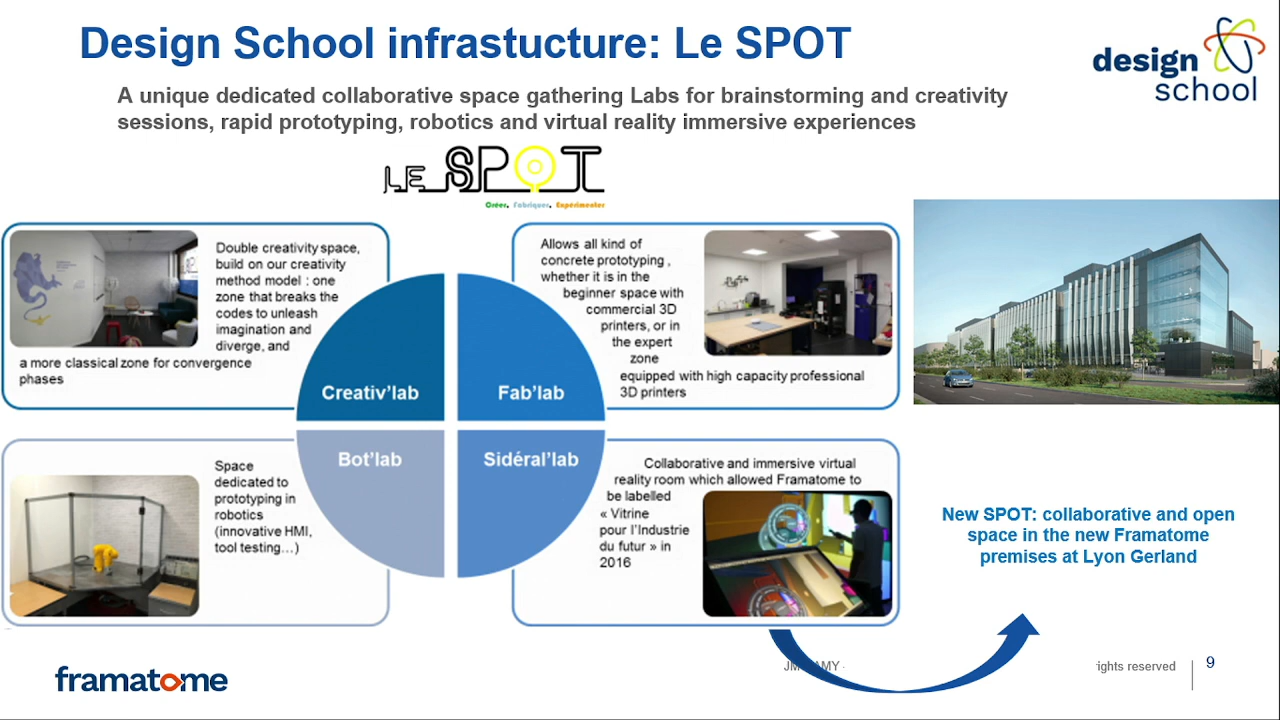 Design School infrastucture: Le SPOT
design
school
A unique dedicated collaborative space gathering Labs for brainstorming and creativity
sessions, rapid prototyping, robotics and virtual reality immersive experiences
LE SPOT
Créer, Fabriquer, Expérimenter
Double creativity space,
build on our creativity
method model : one
zone that breaks the
codes to unleash
imagination and
diverge, and
a more classical zone for convergence
phases
Creativ'lab
Allows all kind of
concrete prototyping ,
whether it is in the
beginner space with
commercial 3D
printers, or in
the expert
zone
equipped with high capacity professional
3D printers
Fab'lab
Bot'lab
Space
dedicated to
prototyping in
robotics
(innovative HMI,
tool testing…)
Sidéral'lab
Collaborative and immersive virtual
reality room which allowed Framatome to
be labelled
« Vitrine
pour l'Industrie
du futur » in
2016
New SPOT: collaborative and open
space in the new Framatome
premises at Lyon Gerland
framatome
reserved
9